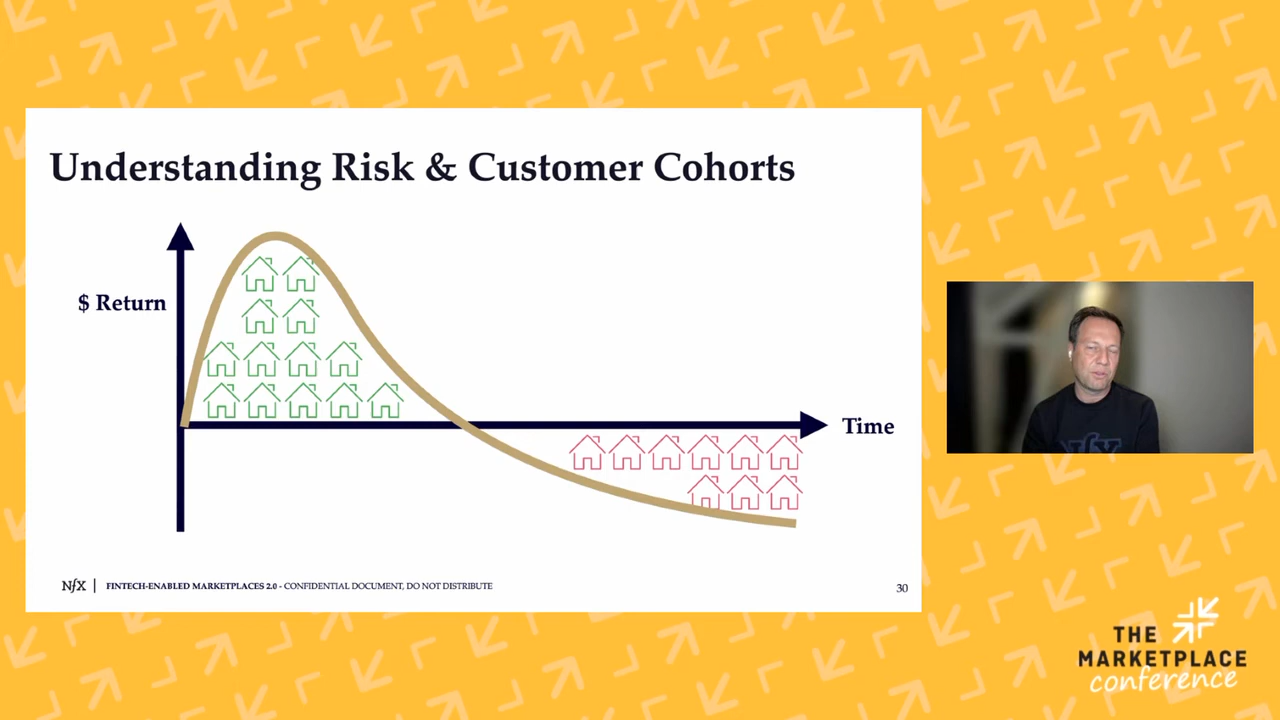 Understanding Risk & Customer Cohorts
$ Return
Time
NfX | FINTECH-ENABLED MARKETPLACES 2.0 - CONFIDENTIAL DOCUMENT, DO NOT DISTRIBUTE
30
NfX
THE
MARKETPLACE
conference